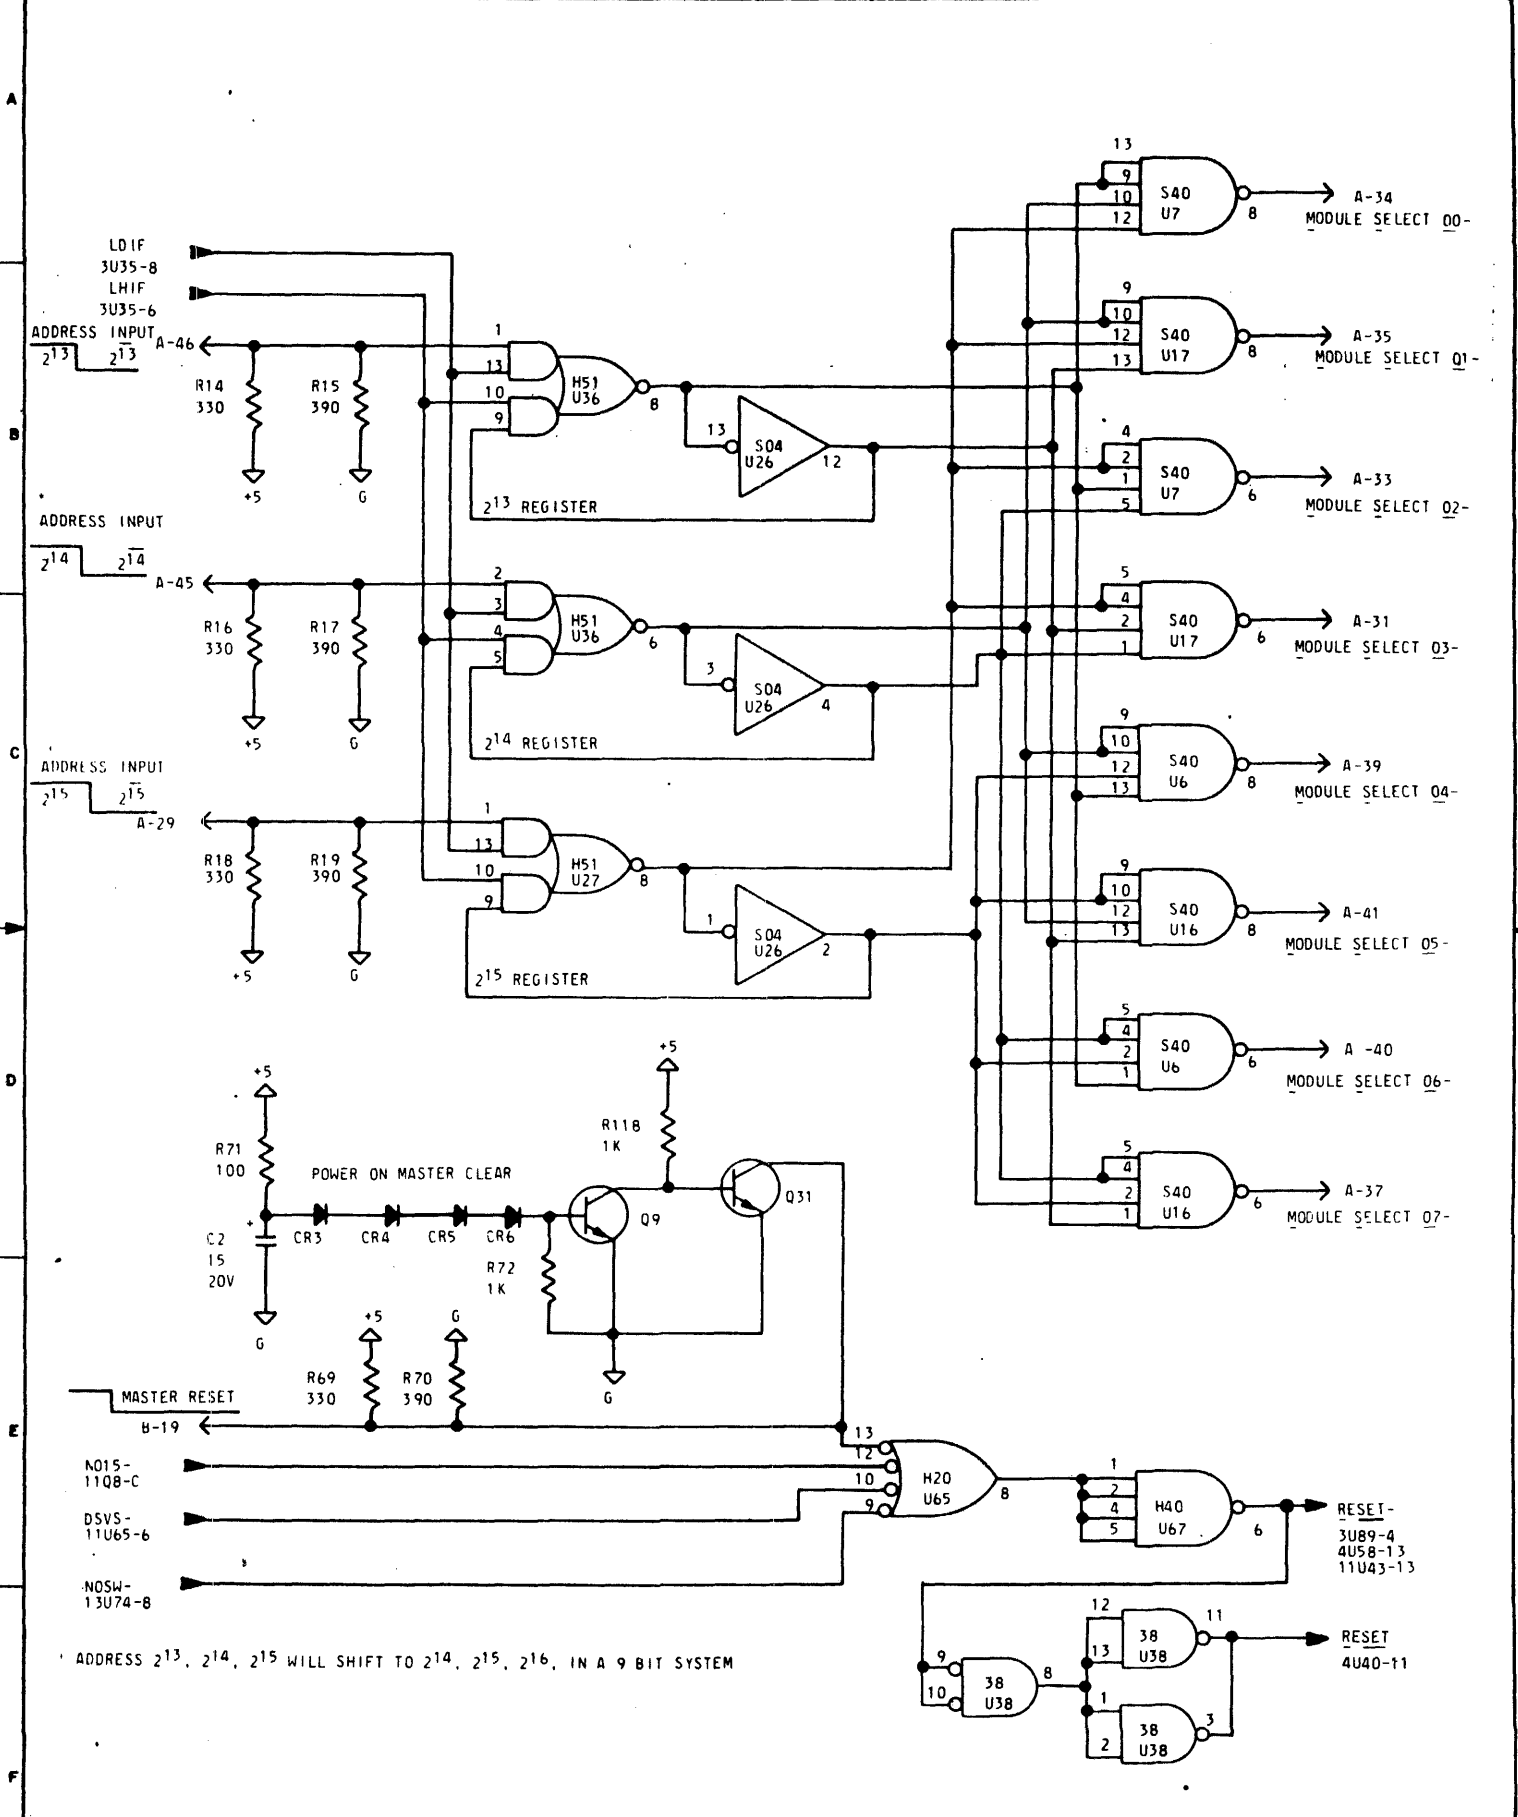 A
B
C
D
E
F
LDIF
3U35-8
LHIF
3U35-6
ADDRESS INPUT
2¹³ 2¹³ A-46
R14
330
R15
390
+5
G
1
13
10
9
H51
U36
8
13
S04
U26
12
2¹³ REGISTER
ADDRESS INPUT
2¹⁴ 2¹⁴
A-45
R16
330
R17
390
+5
G
2
3
4
5
H51
U36
6
3
S04
U26
4
2¹⁴ REGISTER
ADDRESS INPUT
2¹⁵ 2¹⁵
A-29
R18
330
R19
390
+5
G
1
13
10
9
H51
U27
8
1
S04
U26
2
2¹⁵ REGISTER
13
9
10
12
S40
U7
8
A-34
MODULE SELECT 00-
9
10
12
13
S40
U17
8
A-35
MODULE SELECT 01-
4
2
1
5
S40
U7
6
A-33
MODULE SELECT 02-
5
4
2
1
S40
U17
6
A-31
MODULE SELECT 03-
9
10
12
13
S40
U6
8
A-39
MODULE SELECT 04-
9
10
12
13
S40
U16
8
A-41
MODULE SELECT 05-
5
4
2
1
S40
U6
6
A -40
MODULE SELECT 06-
5
4
2
1
S40
U16
6
A-37
MODULE SELECT 07-
+5
R71
100
POWER ON MASTER CLEAR
+
C2
15
20V
G
CR3
CR4
CR5
CR6
R72
1K
Q9
+5
R118
1K
Q31
G
+5
G
R69
330
R70
390
MASTER RESET
B-19
NO15-
11Q8-C
DSVS-
11U65-6
NOSW-
13U74-8
13
12
10
9
H20
U65
8
1
2
4
5
H40
U67
6
RESET-
3U89-4
4U58-13
11U43-13
9
10
38
U38
8
12
13
38
U38
11
1
2
38
U38
3
RESET
4U40-11
ADDRESS 2¹³, 2¹⁴, 2¹⁵ WILL SHIFT TO 2¹⁴, 2¹⁵, 2¹⁶, IN A 9 BIT SYSTEM